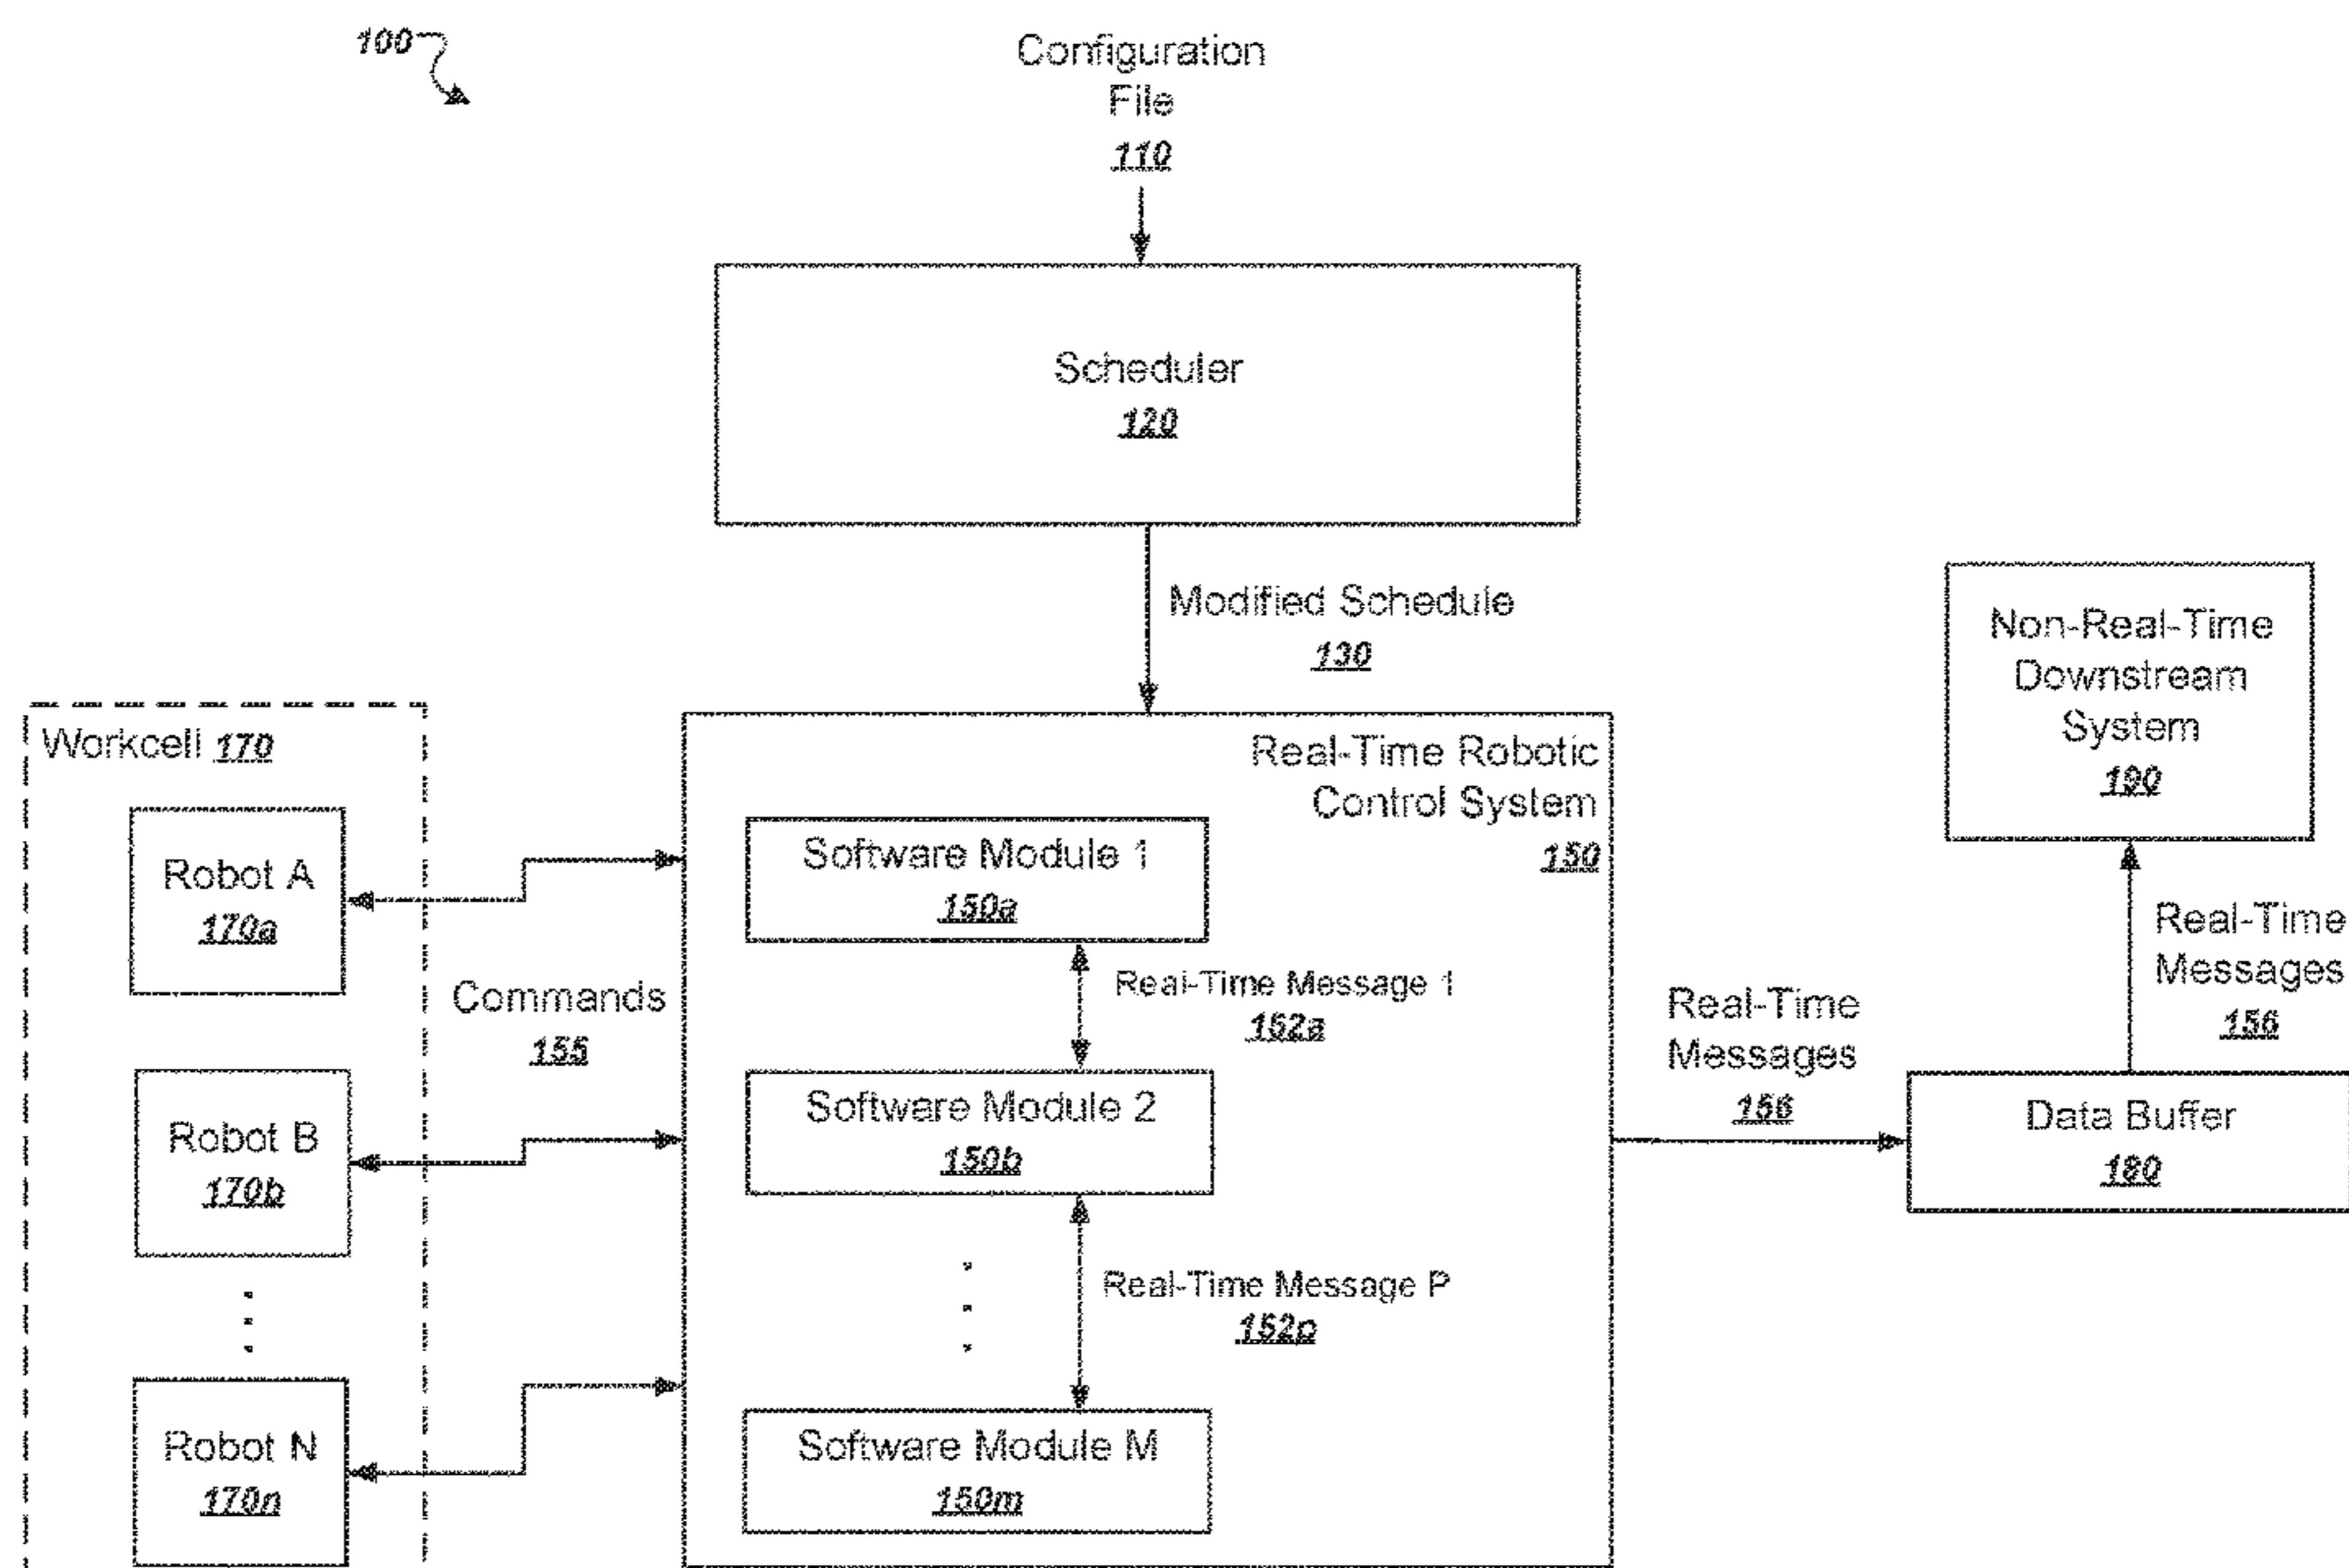 100
Configuration
File
110
Scheduler
120
Modified Schedule
130
Non-Real-Time
Downstream
System
190
Workcell 170
Real-Time Robotic
Control System
150
Robot A
170a
Commands
155
Robot B
170b
Robot N
170n
Software Module 1
150a
Real-Time Message 1
152a
Software Module 2
150b
Real-Time Message P
152p
Software Module M
150m
Real-Time
Messages
156
Real-Time
Messages
156
Data Buffer
180